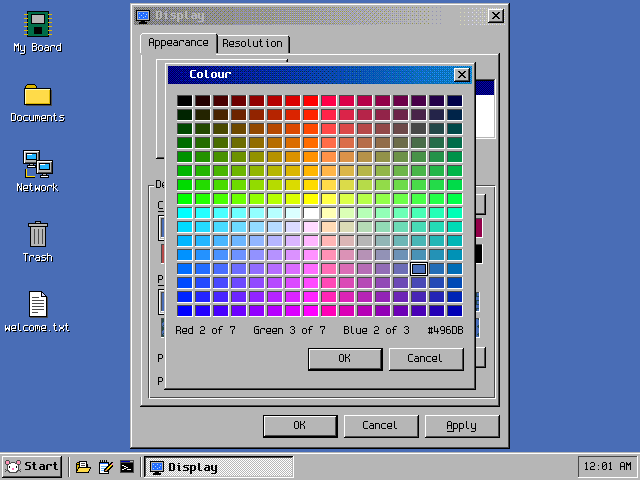 My Board
Documents
Network
Trash
welcome.txt
Display
Appearance
Resolution
Colour
De
C
P
P
P
Red 2 of 7
Green 3 of 7
Blue 2 of 3
#496DB
OK
Cancel
OK
Cancel
Apply
Start
Display
12:01 AM